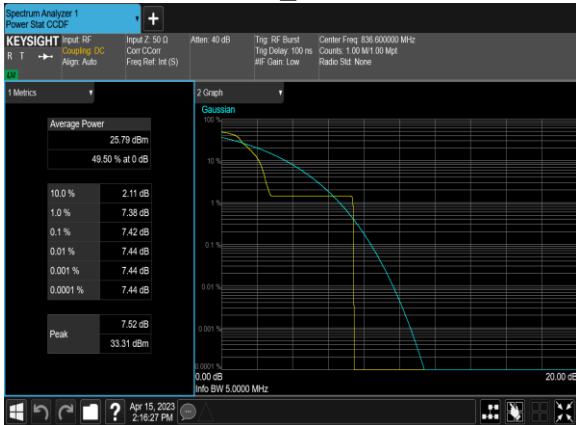 Spectrum Analyzer 1
Power Stat CCDF
+
KEYSIGHT
R T
LM
Input: RF
Coupling: DC
Align: Auto
Input Z: 50 Ω
Corr CCorr
Freq Ref: Int (S)
Atten: 40 dB
Trig: RF Burst
Trig Delay: 100 ns
#IF Gain: Low
Center Freq: 836.600000 MHz
Counts: 1.00 M/1.00 Mpt
Radio Std: None
1 Metrics
Average Power
25.79 dBm
49.50 % at 0 dB
10.0 % 2.11 dB
1.0 % 7.38 dB
0.1 % 7.42 dB
0.01 % 7.44 dB
0.001 % 7.44 dB
0.0001 % 7.44 dB
Peak
7.52 dB
33.31 dBm
2 Graph
Gaussian
100 %
10 %
1 %
0.1 %
0.01 %
0.001 %
0.0001 %
0.00 dB
20.00 dB
Info BW 5.0000 MHz
?
Apr 15, 2023
2:16:27 PM